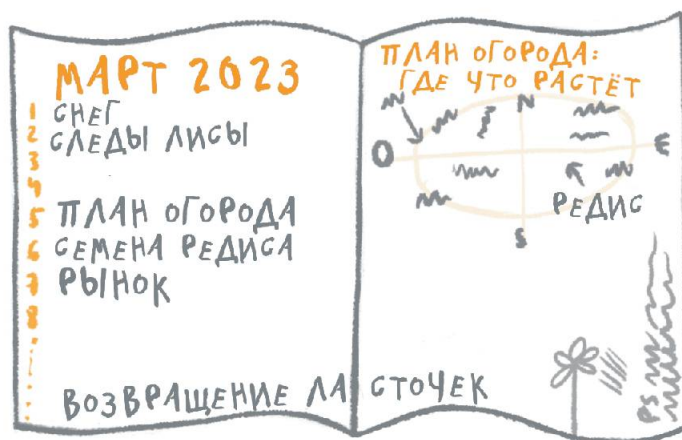 МАРТ 2023
1 СНЕГ
2 СЛЕДЫ ЛИСЫ
3
4
5 ПЛАН ОГОРОДА
6 СЕМЕНА РЕДИСА
7 РЫНОК
8
ВОЗВРАЩЕНИЕ ЛАСТОЧЕК
ПЛАН ОГОРОДА:
ГДЕ ЧТО РАСТЁТ
N
O E
РЕДИС
S
PS